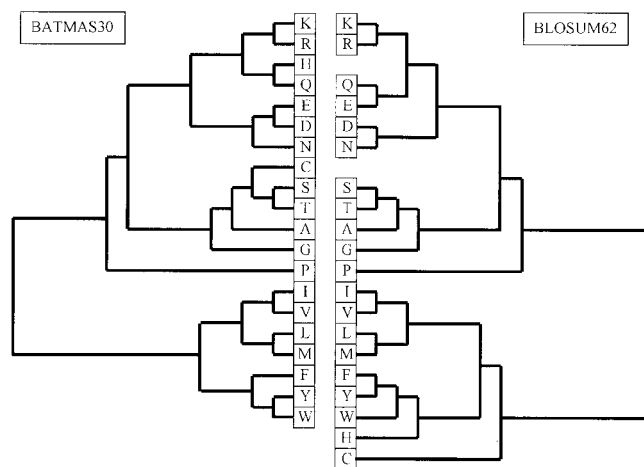 BATMAS30
BLOSUM62
K K
R R
H
Q Q
E E
D D
N N
C
S S
T T
A A
G G
P P
I I
V V
L L
M M
F F
Y Y
W W
H
C